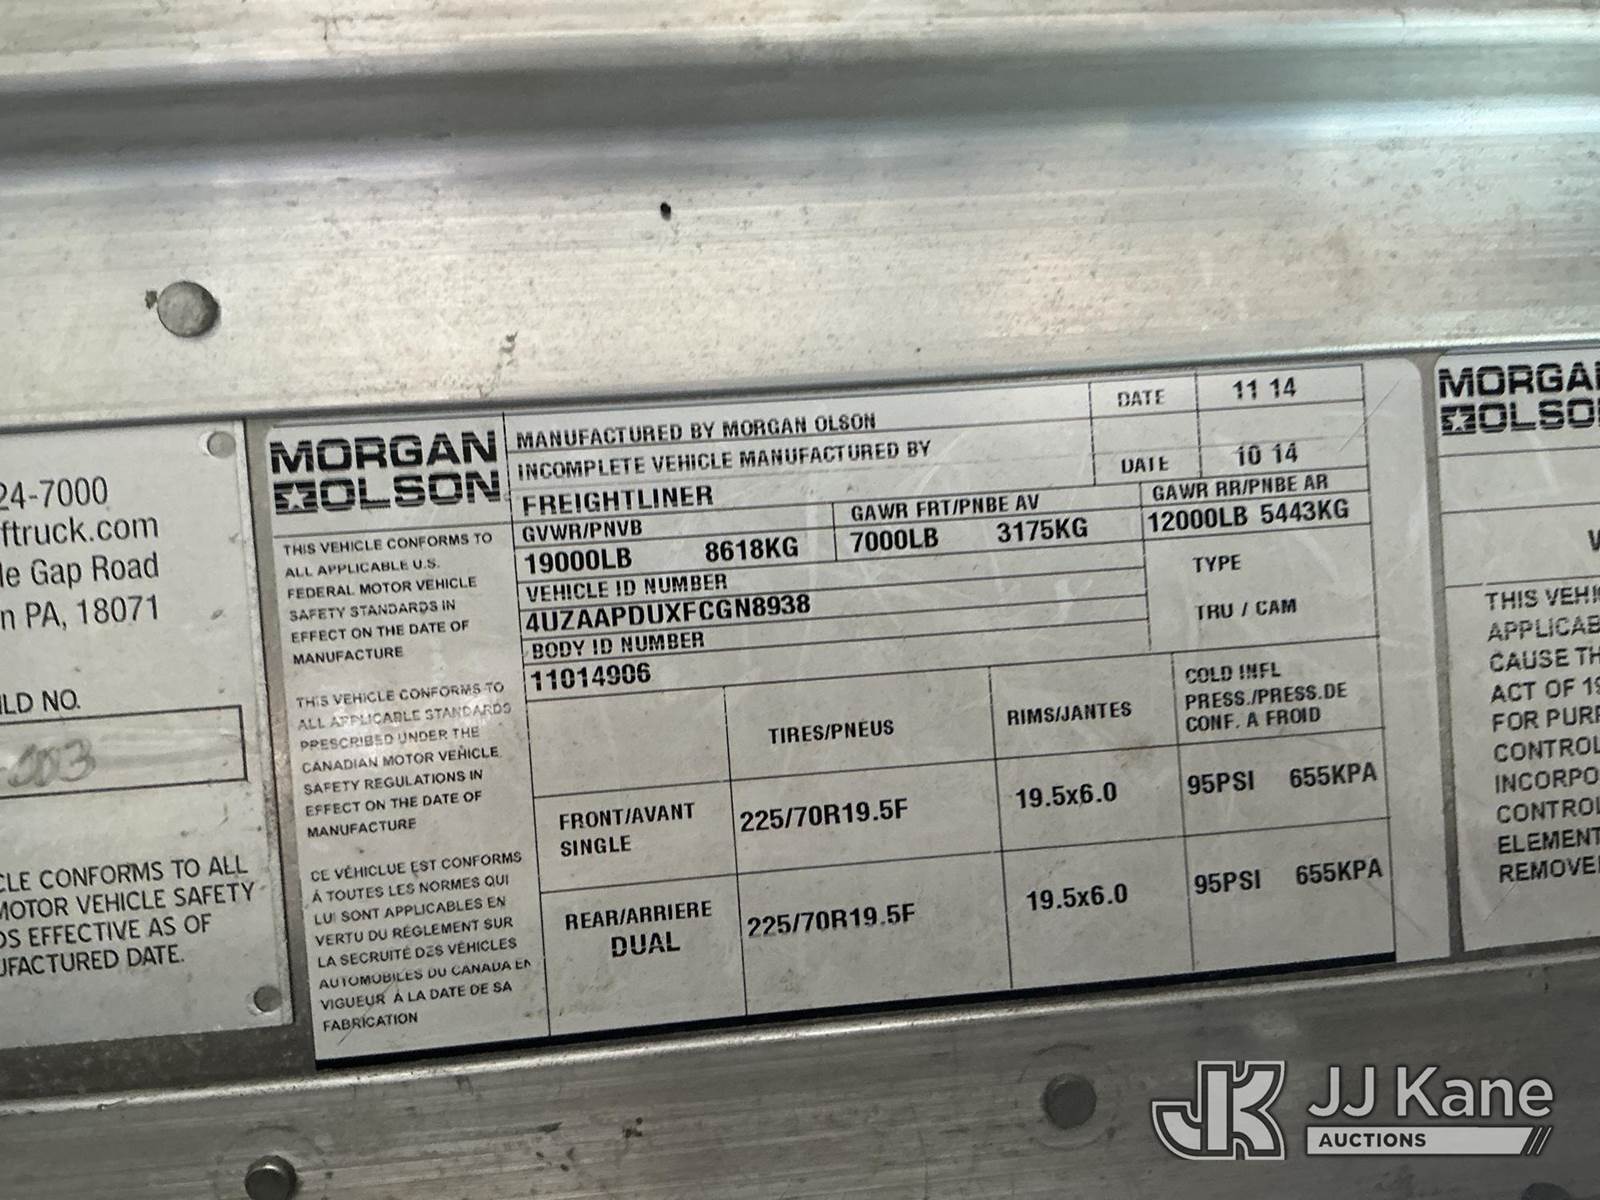 24-7000
ftruck.com
le Gap Road
n PA, 18071
ILD NO.
-003
CLE CONFORMS TO ALL
MOTOR VEHICLE SAFETY
DS EFFECTIVE AS OF
UFACTURED DATE.
MORGAN
OLSON
THIS VEHICLE CONFORMS TO
ALL APPLICABLE U.S.
FEDERAL MOTOR VEHICLE
SAFETY STANDARDS IN
EFFECT ON THE DATE OF
MANUFACTURE
THIS VEHICLE CONFORMS TO
ALL APPLICABLE STANDARDS
PRESCRIBED UNDER THE
CANADIAN MOTOR VEHICLE
SAFETY REGULATIONS IN
EFFECT ON THE DATE OF
MANUFACTURE
CE VÉHICLUE EST CONFORMS
À TOUTES LES NORMES QUI
LUI SONT APPLICABLES EN
VERTU DU RÉGLEMENT SUR
LA SECRUITÉ DES VÉHICLES
AUTOMOBILES DU CANADA EN
VIGUEUR À LA DATE DE SA
FABRICATION
MANUFACTURED BY MORGAN OLSON
DATE 11 14
INCOMPLETE VEHICLE MANUFACTURED BY
FREIGHTLINER
DATE 10 14
GVWR/PNVB
19000LB 8618KG
GAWR FRT/PNBE AV
7000LB 3175KG
GAWR RR/PNBE AR
12000LB 5443KG
VEHICLE ID NUMBER
4UZAAPDUXFCGN8938
TYPE
TRU / CAM
BODY ID NUMBER
11014906
TIRES/PNEUS
RIMS/JANTES
COLD INFL
PRESS./PRESS.DE
CONF. A FROID
FRONT/AVANT
SINGLE
225/70R19.5F
19.5x6.0
95PSI 655KPA
REAR/ARRIERE
DUAL
225/70R19.5F
19.5x6.0
95PSI 655KPA
MORGAN
OLSON
THIS VEHI
APPLICAB
CAUSE TH
ACT OF 19
FOR PURP
CONTROL
INCORPO
CONTROL
ELEMENT
REMOVE
JK
JJ Kane
AUCTIONS